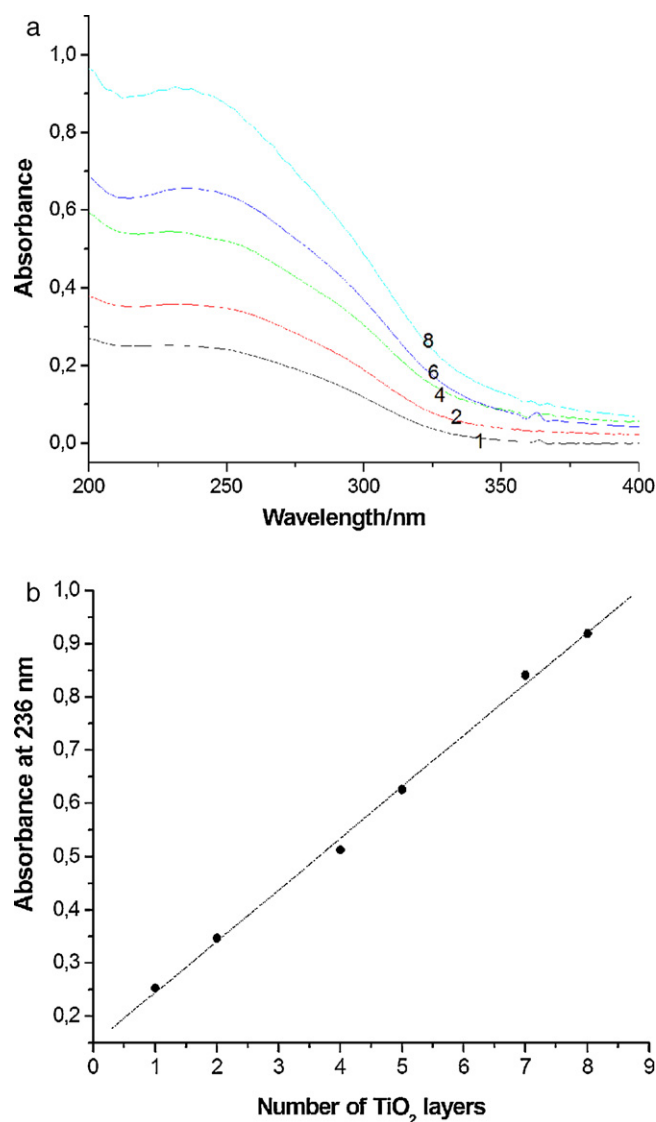 a
1,0
0,8
0,6
0,4
0,2
0,0
Absorbance
8
6
4
2
1
200 250 300 350 400
Wavelength/nm
b
1,0
0,9
0,8
0,7
0,6
0,5
0,4
0,3
0,2
Absorbance at 236 nm
0 1 2 3 4 5 6 7 8 9
Number of TiO₂ layers